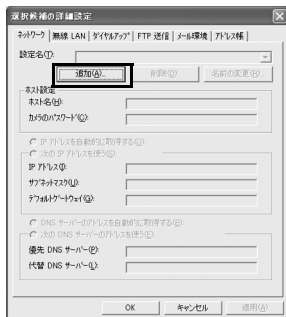 選択候補の詳細設定
ネットワーク 無線 LAN ダイヤルアップ FTP 送信 メール環境 アドレス帳
設定名(T):
追加(A)... 削除(D) 名前の変更(R)...
ホスト設定
ホスト名(H):
カメラのパスワード(C):
IP アドレスを自動的に取得する(O):
次の IP アドレスを使う(S):
IP アドレス(I):
サブネットマスク(U):
デフォルトゲートウェイ(G):
DNS サーバーのアドレスを自動的に取得する(B):
次の DNS サーバーのアドレスを使う(E):
優先 DNS サーバー(P):
代替 DNS サーバー(L):
OK キャンセル 適用(A)